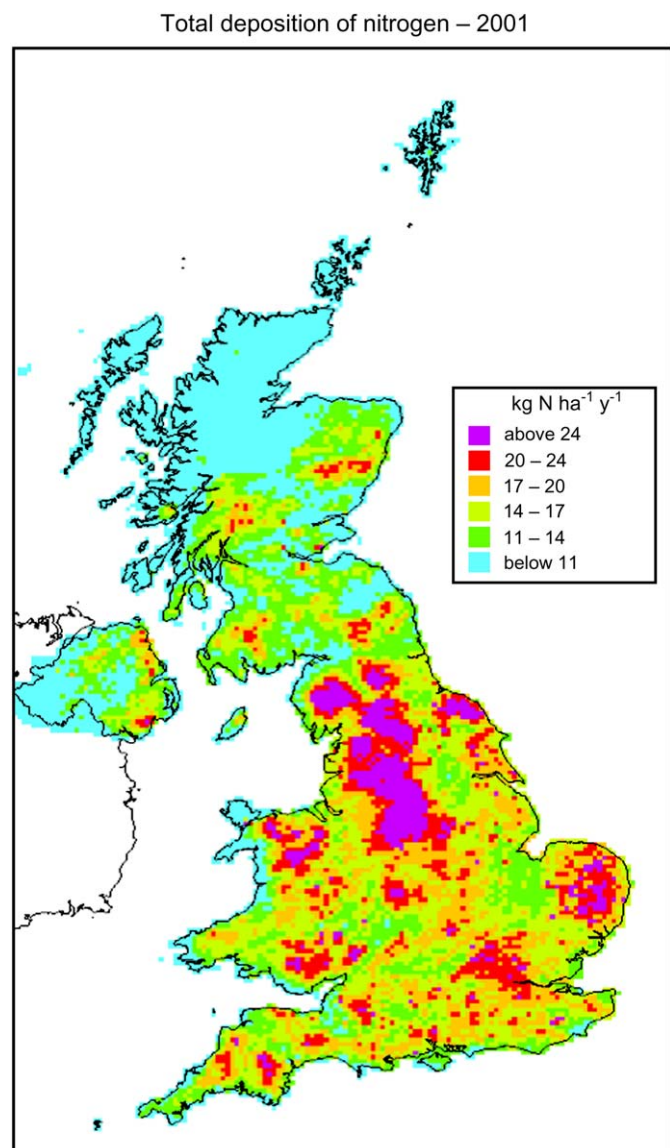 Total deposition of nitrogen – 2001
kg N ha⁻¹ y⁻¹
above 24
20 – 24
17 – 20
14 – 17
11 – 14
below 11